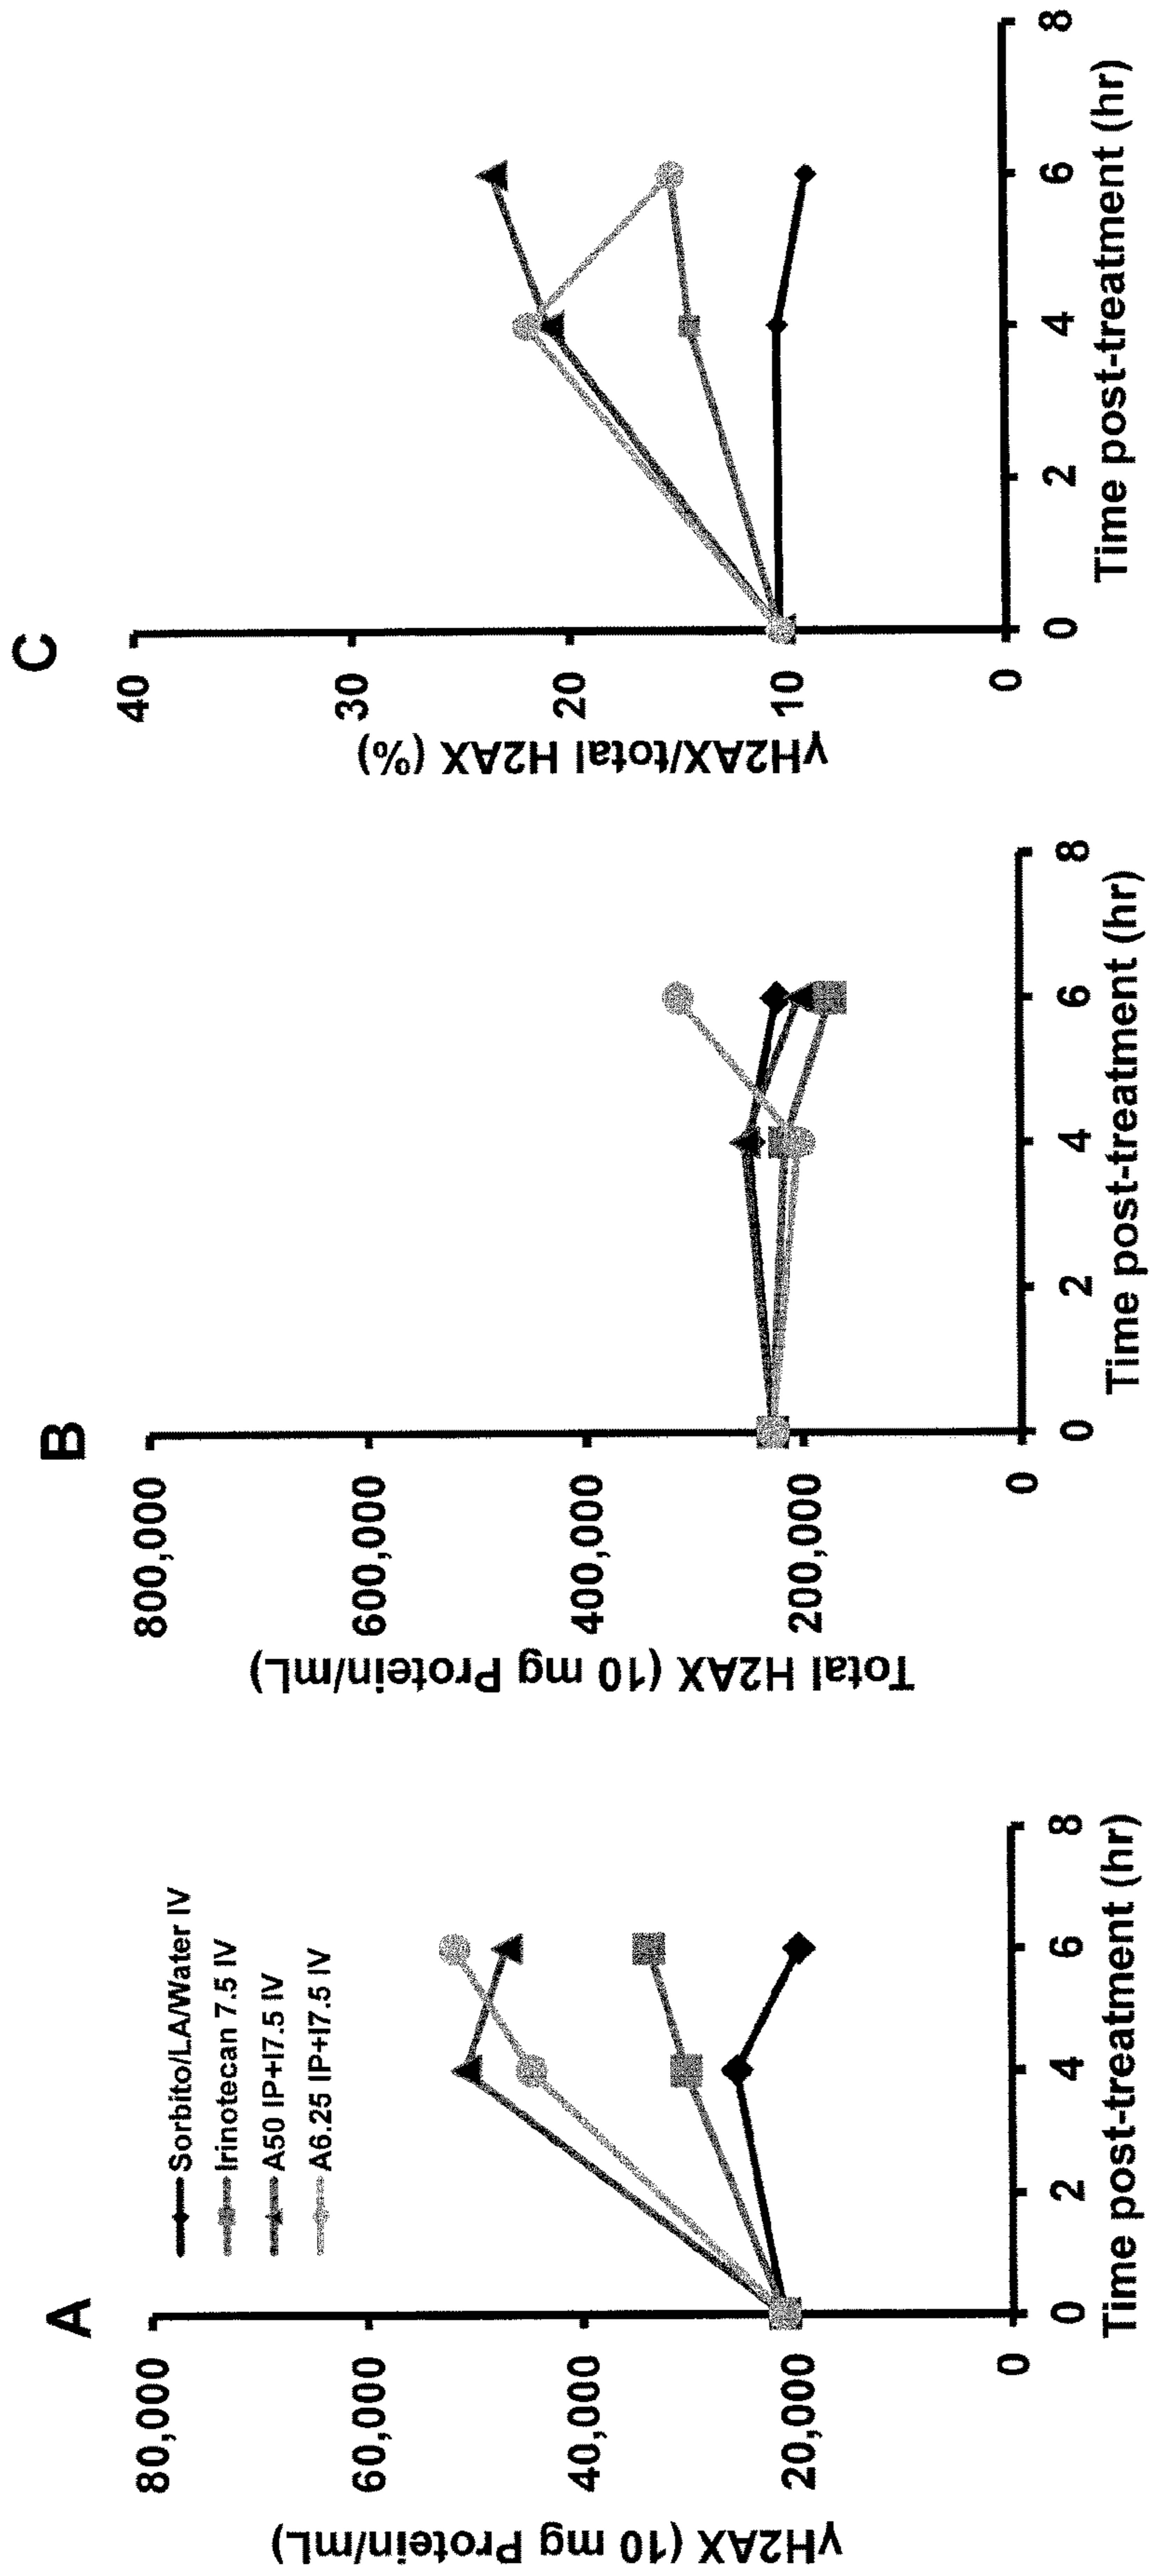 A
γH2AX (10 mg Protein/mL)
80,000
60,000
40,000
20,000
0
Sorbito/LA/Water IV
Irinotecan 7.5 IV
A50 IP+I7.5 IV
A6.25 IP+I7.5 IV
0 2 4 6 8
Time post-treatment (hr)
B
Total H2AX (10 mg Protein/mL)
800,000
600,000
400,000
200,000
0
0 2 4 6 8
Time post-treatment (hr)
C
γH2AX/total H2AX (%)
40
30
20
10
0
0 2 4 6 8
Time post-treatment (hr)